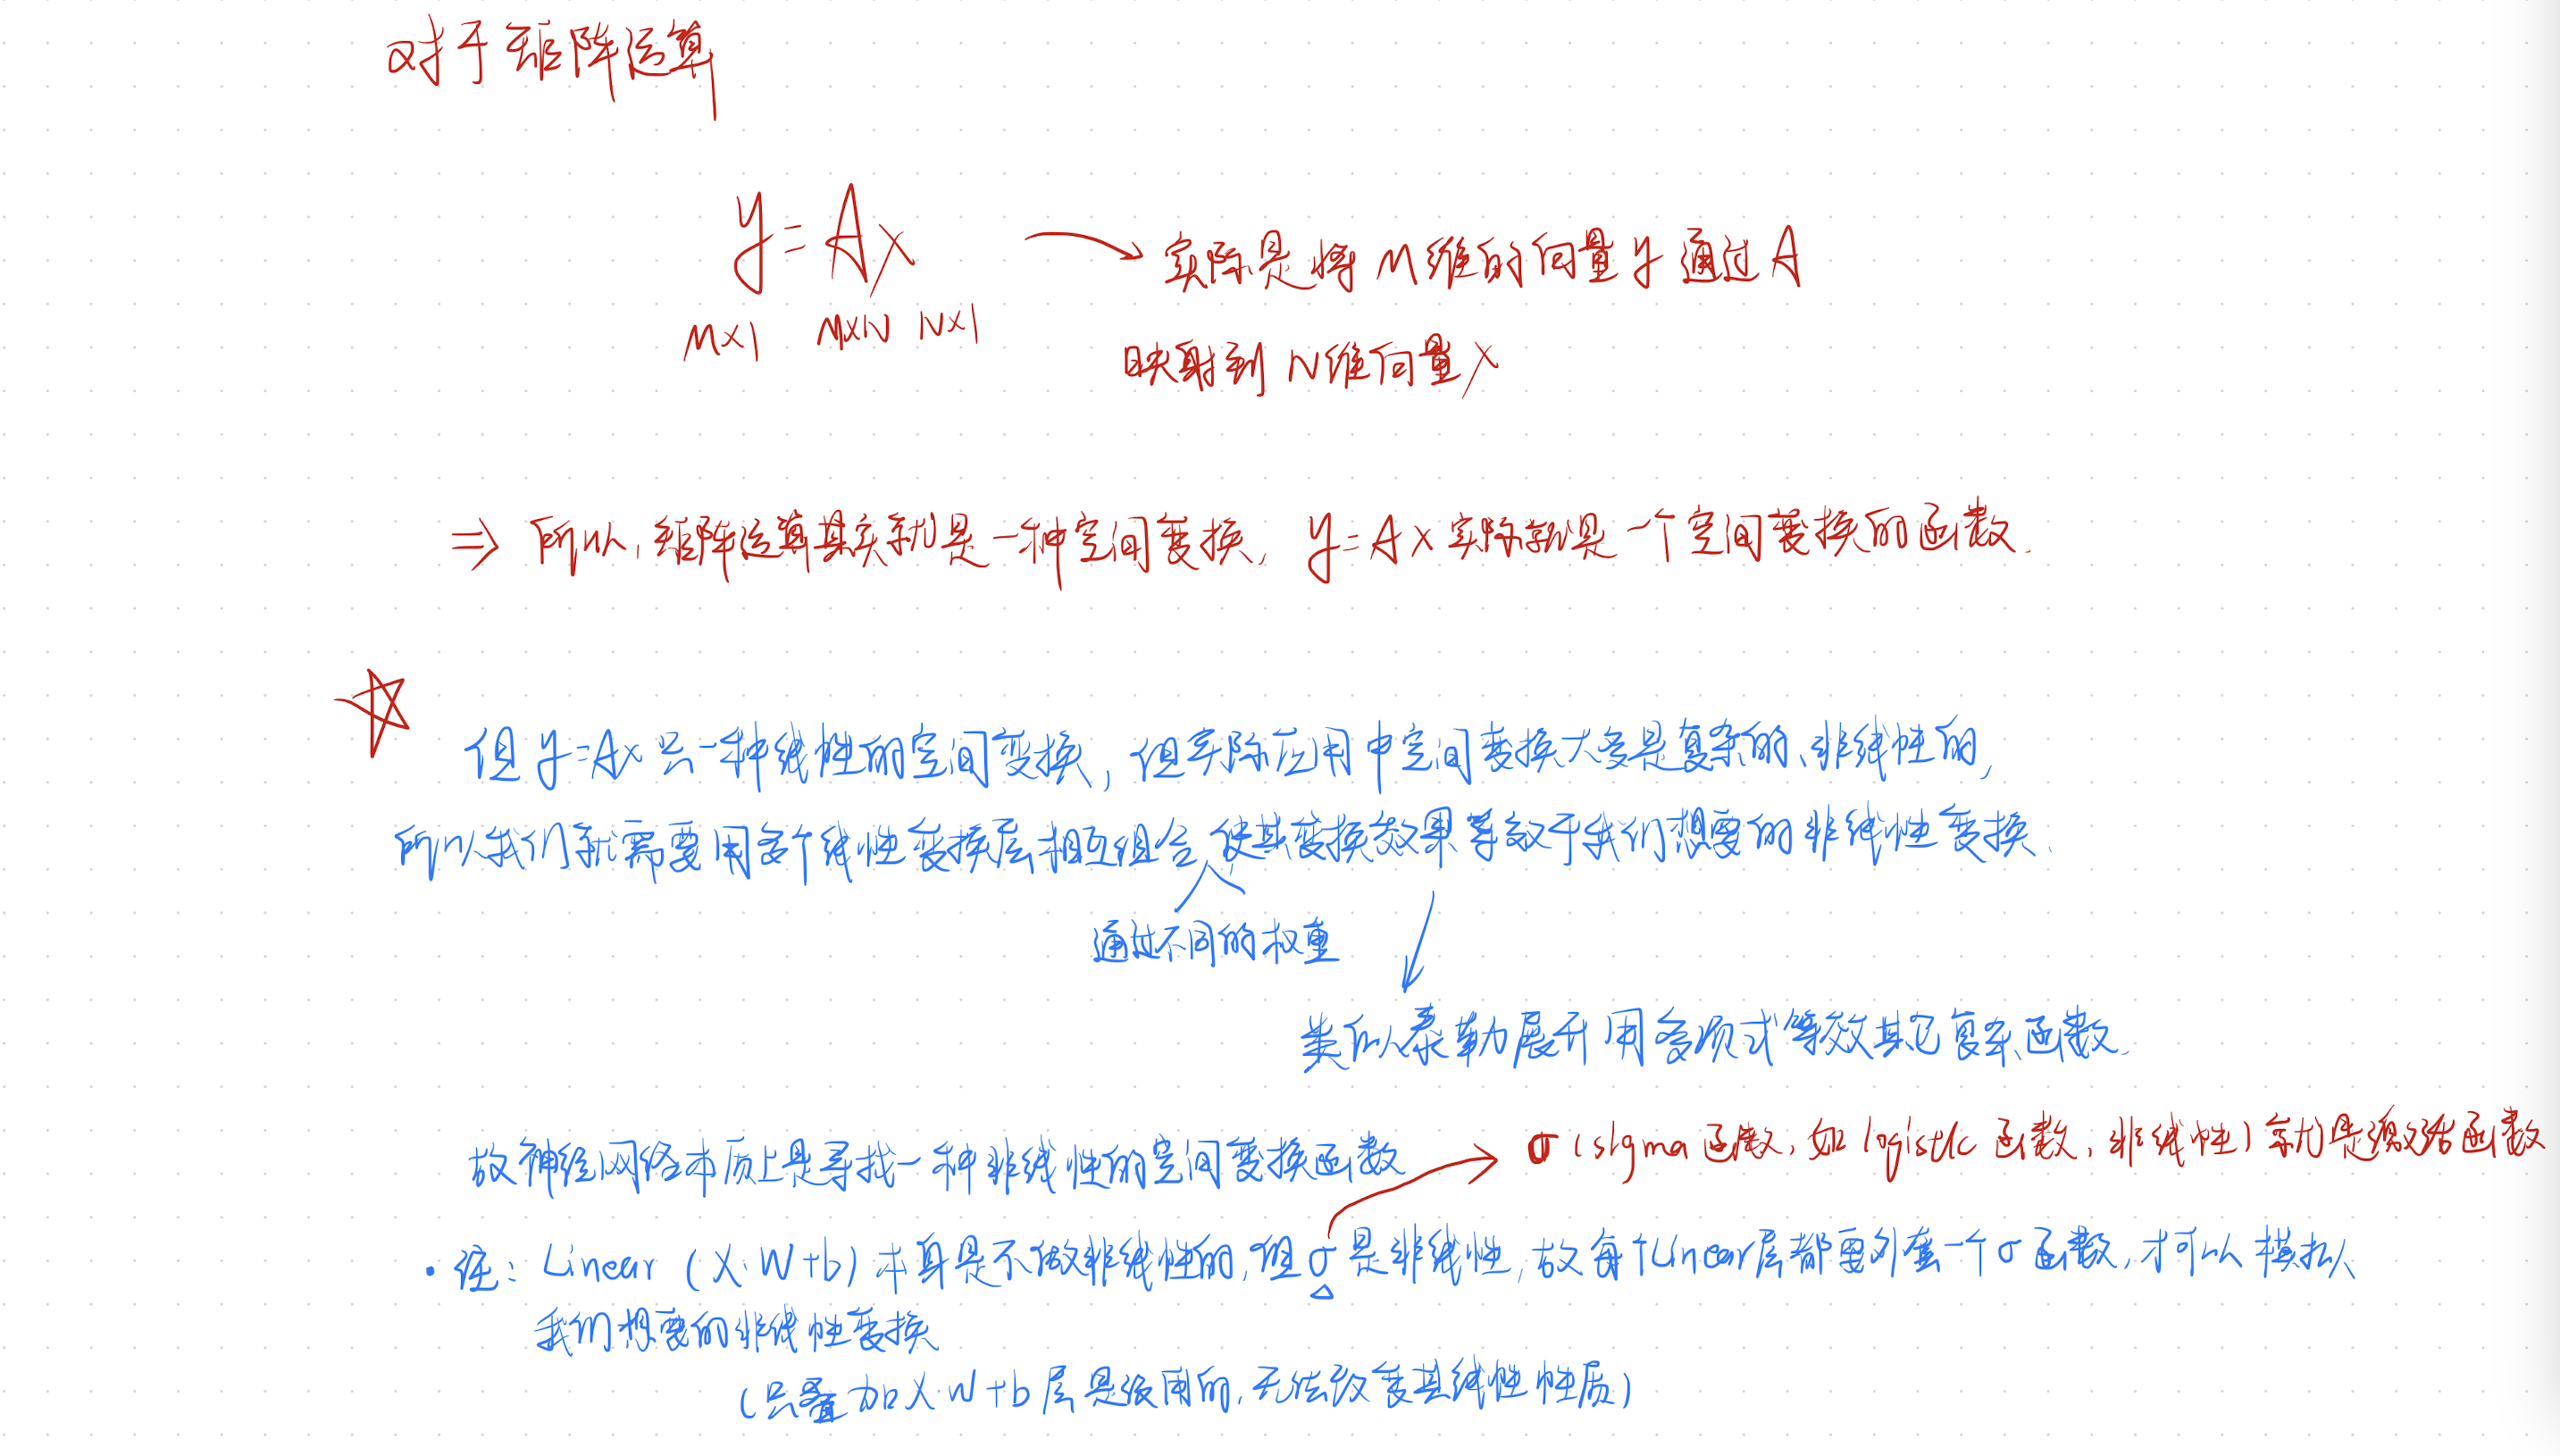 对于矩阵运算
y = Ax
M×1 M×N N×1
实际是将 M维的向量 y 通过 A
映射到 N维向量 x
⇒ 所以, 矩阵运算其实就是一种空间变换, y = Ax 实际就是一个空间变换的函数.
☆
但 y=Ax 只一种线性的空间变换, 但实际应用中空间变换大多是复杂的、非线性的,
所以我们就需要用多个线性变换层相互组合, 使其变换效果等效于我们想要的非线性变换.
通过不同的权重
类似泰勒展开用多项式等效其它复杂函数.
故神经网络本质上是寻找一种非线性的空间变换函数
σ (sigma 函数, 如 logistic 函数, 非线性) 就是激活函数
· 注: Linear (X·W+b) 本身是不做非线性的, 但 σ 是非线性, 故每个Linear层都要外套一个 σ 函数, 才可以模拟
我们想要的非线性变换
(只叠加 X·W+b 层是没用的, 无法改变其线性性质)